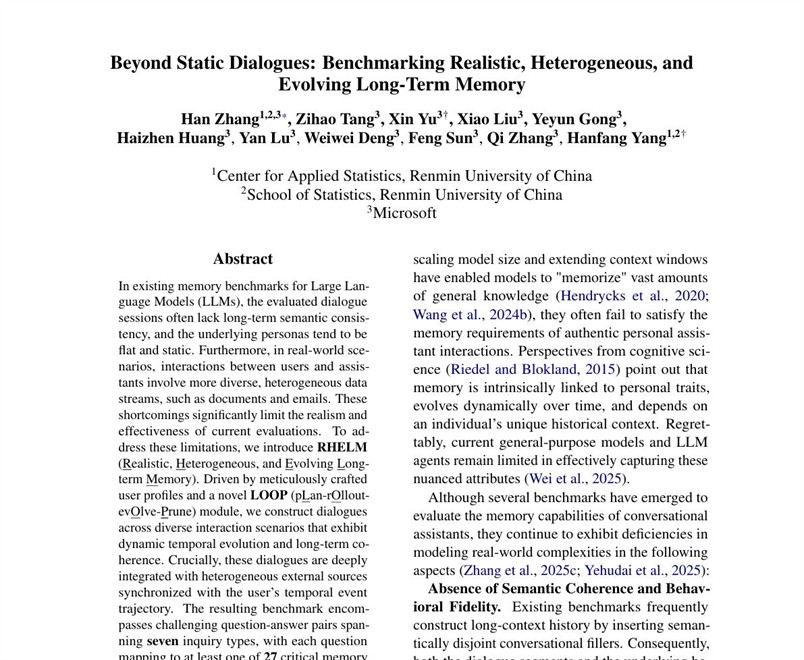 Beyond Static Dialogues: Benchmarking Realistic, Heterogeneous, and
Evolving Long-Term Memory
Han Zhang1,2,3*, Zihao Tang3, Xin Yu3†, Xiao Liu3, Yeyun Gong3,
Haizhen Huang3, Yan Lu3, Weiwei Deng3, Feng Sun3, Qi Zhang3, Hanfang Yang1,2†
1Center for Applied Statistics, Renmin University of China
2School of Statistics, Renmin University of China
3Microsoft
Abstract
In existing memory benchmarks for Large Lan-
guage Models (LLMs), the evaluated dialogue
sessions often lack long-term semantic consis-
tency, and the underlying personas tend to be
flat and static. Furthermore, in real-world sce-
narios, interactions between users and assis-
tants involve more diverse, heterogeneous data
streams, such as documents and emails. These
shortcomings significantly limit the realism and
effectiveness of current evaluations. To ad-
dress these limitations, we introduce RHELM
(Realistic, Heterogeneous, and Evolving Long-
term Memory). Driven by meticulously crafted
user profiles and a novel LOOP (pLan-rOllout-
evOlve-Prune) module, we construct dialogues
across diverse interaction scenarios that exhibit
dynamic temporal evolution and long-term co-
herence. Crucially, these dialogues are deeply
integrated with heterogeneous external sources
synchronized with the user's temporal event
trajectory. The resulting benchmark encom-
passes challenging question-answer pairs span-
ning seven inquiry types, with each question
mapping to at least one of 27 critical memory
scaling model size and extending context windows
have enabled models to "memorize" vast amounts
of general knowledge (Hendrycks et al., 2020;
Wang et al., 2024b), they often fail to satisfy the
memory requirements of authentic personal assis-
tant interactions. Perspectives from cognitive sci-
ence (Riedel and Blokland, 2015) point out that
memory is intrinsically linked to personal traits,
evolves dynamically over time, and depends on
an individual's unique historical context. Regret-
tably, current general-purpose models and LLM
agents remain limited in effectively capturing these
nuanced attributes (Wei et al., 2025).
Although several benchmarks have emerged to
evaluate the memory capabilities of conversational
assistants, they continue to exhibit deficiencies in
modeling real-world complexities in the following
aspects (Zhang et al., 2025c; Yehudai et al., 2025):
Absence of Semantic Coherence and Behav-
ioral Fidelity. Existing benchmarks frequently
construct long-context history by inserting seman-
tically disjoint conversational fillers. Consequently,